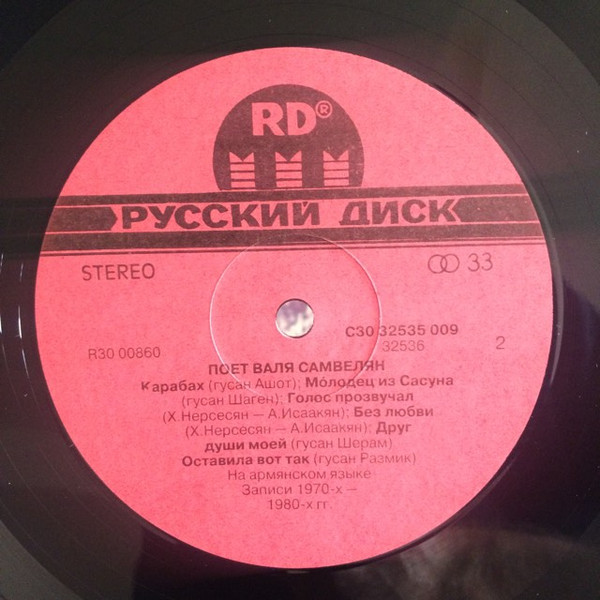 RD®
РУССКИЙ ДИСК
STEREO 33
С30 32535 009
R30 00860 32536 2
ПОЕТ ВАЛЯ САМВЕЛЯН
Карабах (гусан Ашот); Мо́лодец из Сасуна
(гусан Шаген); Голос прозвучал
(Х.Нерсесян — А.Исаакян); Без любви
(Х.Нерсесян — А.Исаакян); Друг
души моей (гусан Шерам)
Оставила вот так (гусан Размик)
На армянском языке
Записи 1970-х —
1980-х гг.